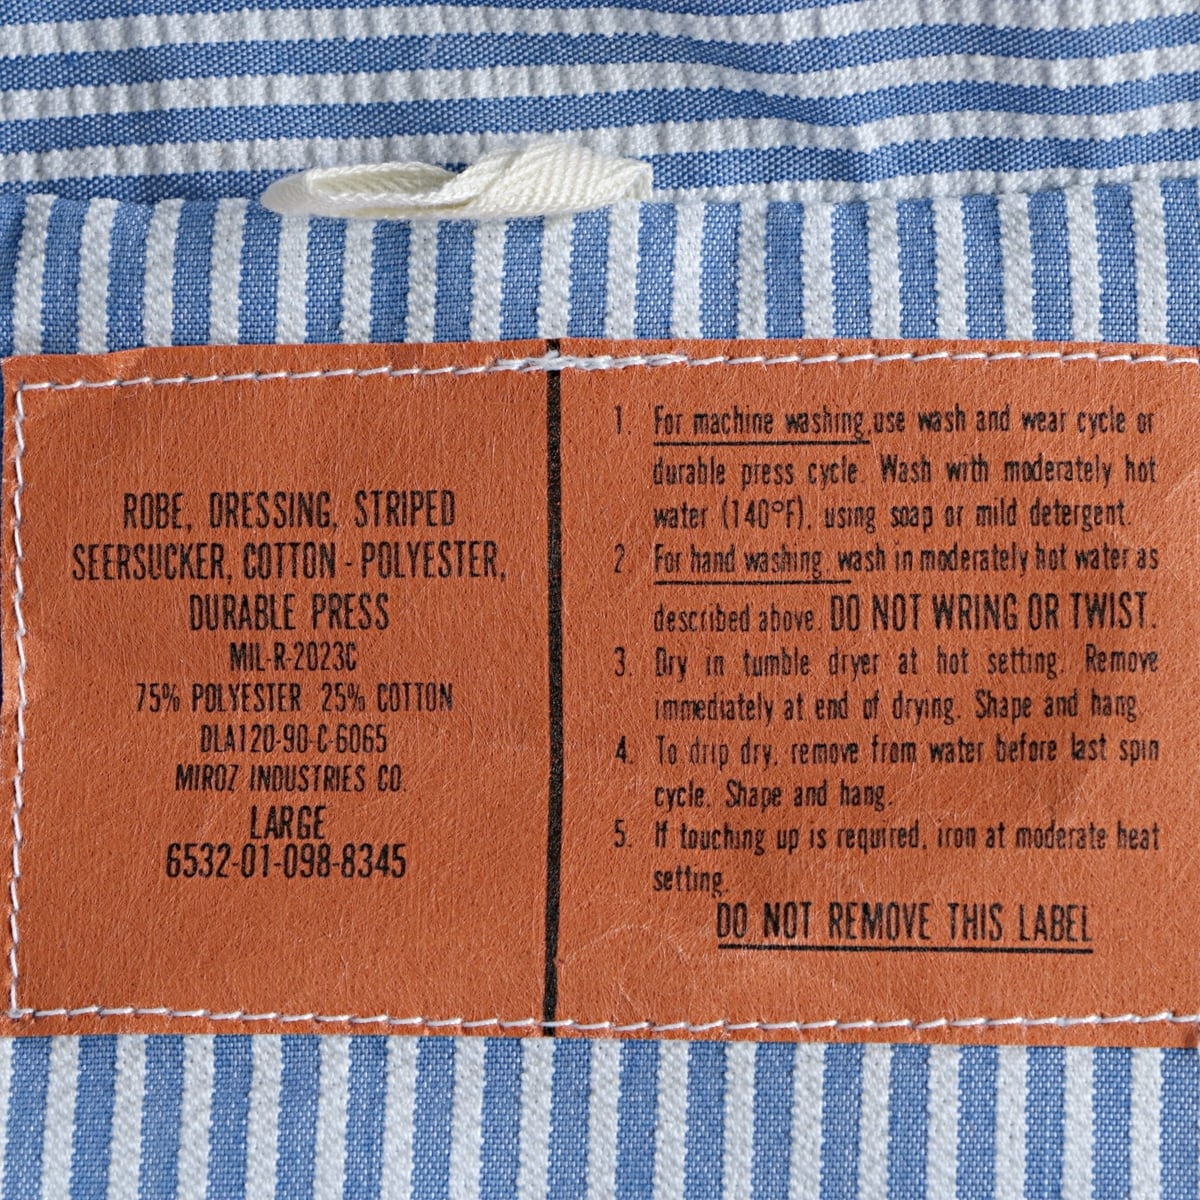 ROBE, DRESSING, STRIPED
SEERSUCKER, COTTON - POLYESTER,
DURABLE PRESS
MIL-R-2023C
75% POLYESTER 25% COTTON
DLA120-90-C-6065
MIROZ INDUSTRIES CO.
LARGE
6532-01-098-8345
1. For machine washing,use wash and wear cycle or
durable press cycle. Wash with moderately hot
water (140°F), using soap or mild detergent.
2. For hand washing, wash in moderately hot water as
described above. DO NOT WRING OR TWIST.
3. Dry in tumble dryer at hot setting. Remove
immediately at end of drying. Shape and hang.
4. To drip dry, remove from water before last spin
cycle. Shape and hang.
5. If touching up is required, iron at moderate heat
setting.
DO NOT REMOVE THIS LABEL